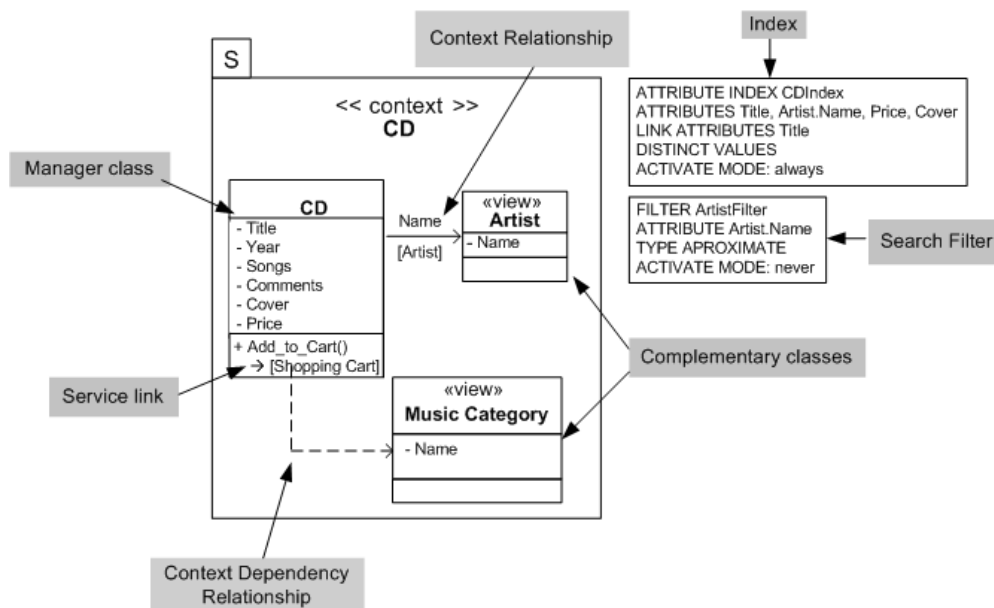 Context Relationship
Index
S
<< context >>
CD
ATTRIBUTE INDEX CDIndex
ATTRIBUTES Title, Artist.Name, Price, Cover
LINK ATTRIBUTES Title
DISTINCT VALUES
ACTIVATE MODE: always
Manager class
CD
- Title
- Year
- Songs
- Comments
- Cover
- Price
+ Add_to_Cart()
→ [Shopping Cart]
Name
[Artist]
«view»
Artist
- Name
FILTER ArtistFilter
ATTRIBUTE Artist.Name
TYPE APROXIMATE
ACTIVATE MODE: never
Search Filter
Complementary classes
Service link
«view»
Music Category
- Name
Context Dependency
Relationship